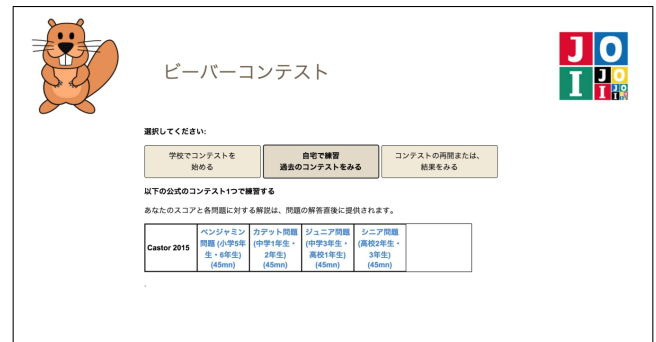 ビーバーコンテスト
JO
I JO
I JO
I
選択してください:
学校でコンテストを
始める
自宅で練習
過去のコンテストをみる
コンテストの再開または、
結果をみる
以下の公式のコンテスト1つで練習する
あなたのスコアと各問題に対する解説は、問題の解答直後に提供されます。
Castor 2015
ベンジャミン
問題 (小学5年
生・6年生)
(45mn)
カデット問題
(中学1年生・
2年生)
(45mn)
ジュニア問題
(中学3年生・
高校1年生)
(45mn)
シニア問題
(高校2年生・
3年生)
(45mn)
.